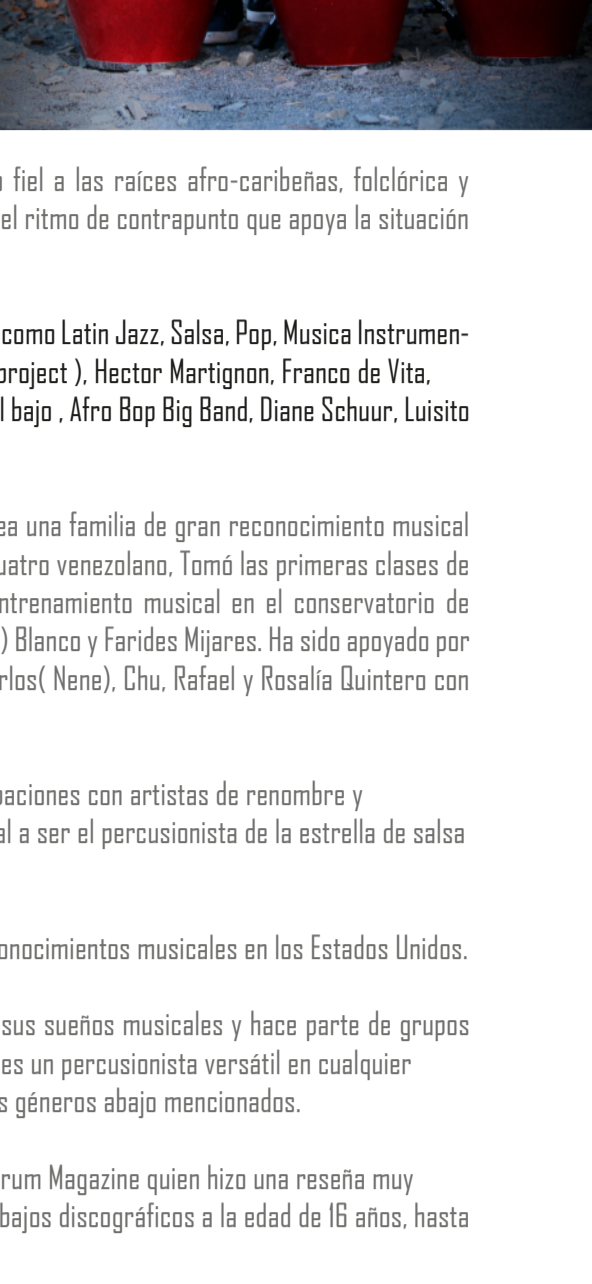 fiel a las raíces afro-caribeñas, folclórica y
el ritmo de contrapunto que apoya la situación
como Latin Jazz, Salsa, Pop, Musica Instrumen-
project ), Hector Martignon, Franco de Vita,
l bajo , Afro Bop Big Band, Diane Schuur, Luisito
ea una familia de gran reconocimiento musical
uatro venezolano, Tomó las primeras clases de
ntrenamiento musical en el conservatorio de
) Blanco y Farides Mijares. Ha sido apoyado por
rlos( Nene), Chu, Rafael y Rosalía Quintero con
paciones con artistas de renombre y
al a ser el percusionista de la estrella de salsa
onocimientos musicales en los Estados Unidos.
sus sueños musicales y hace parte de grupos
es un percusionista versátil en cualquier
s géneros abajo mencionados.
rum Magazine quien hizo una reseña muy
bajos discográficos a la edad de 16 años, hasta